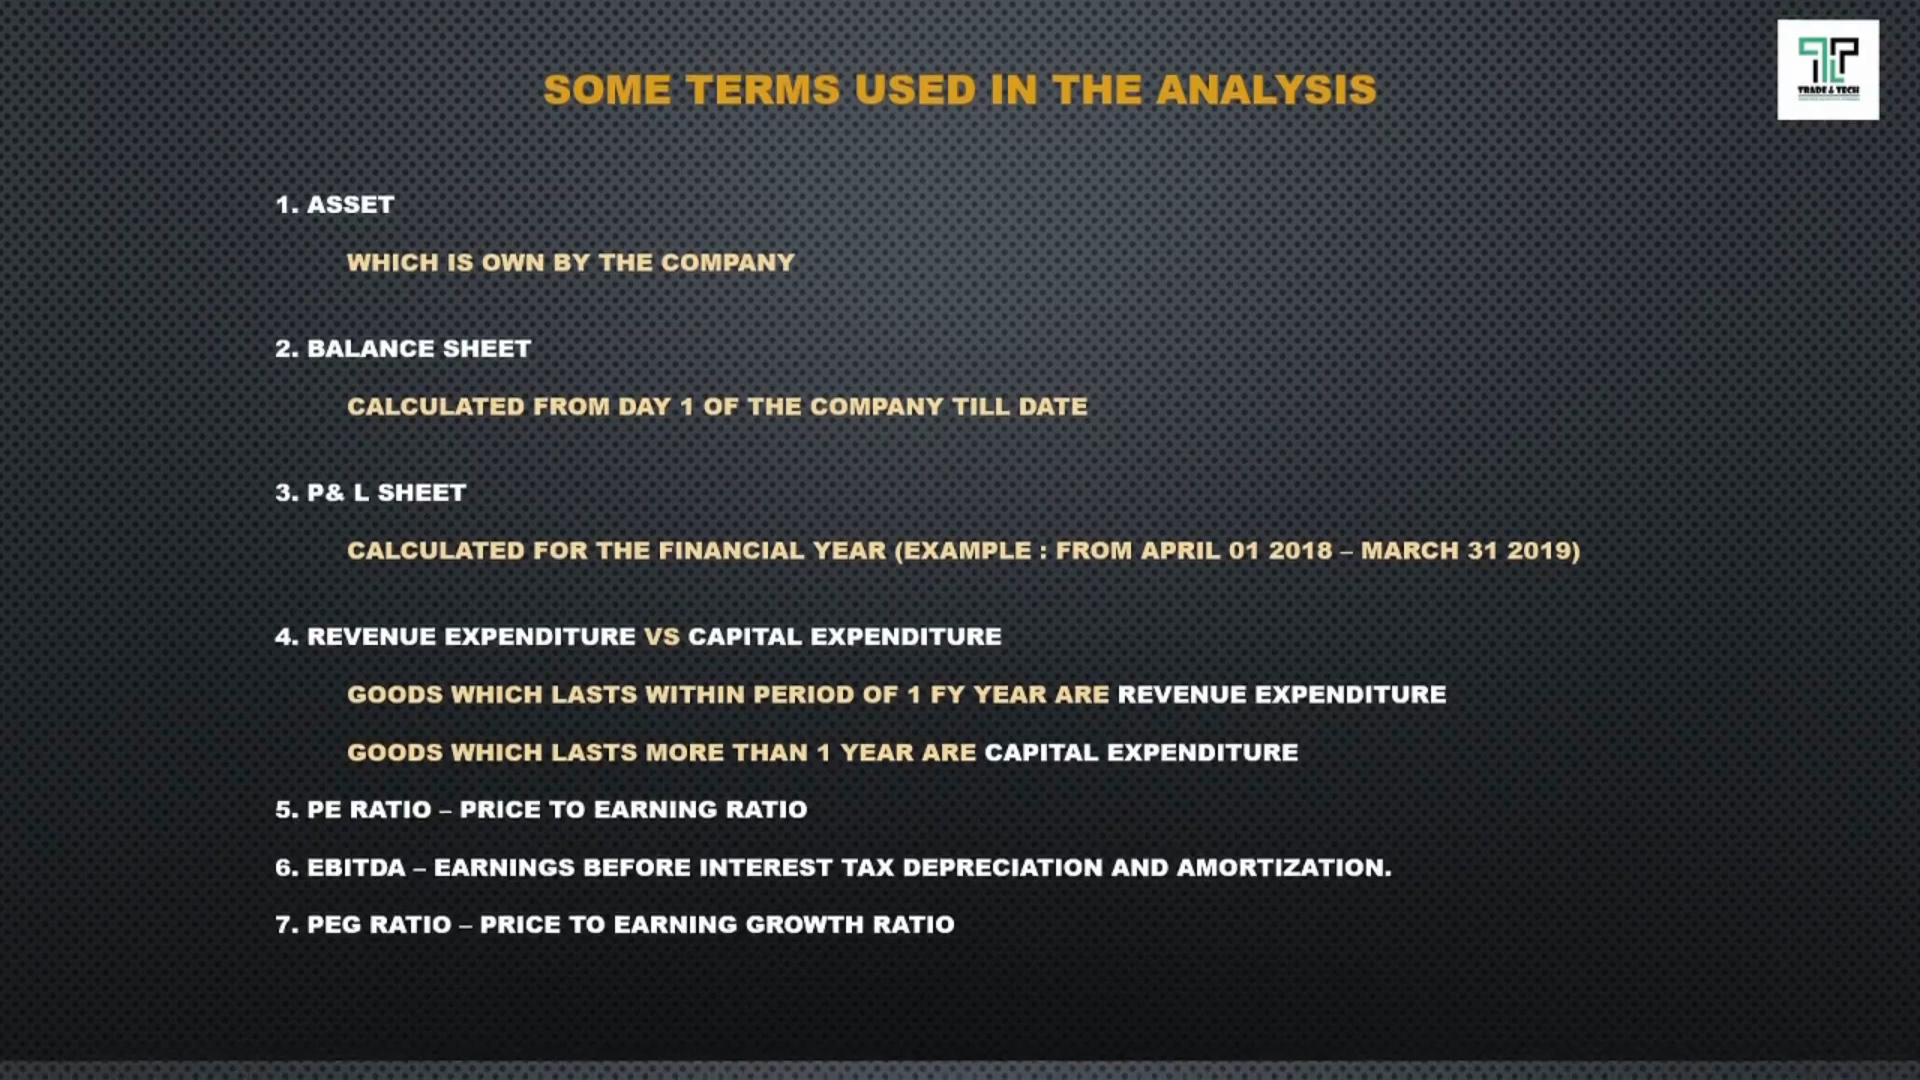 SOME TERMS USED IN THE ANALYSIS
TRADE & TECH
1. ASSET
WHICH IS OWN BY THE COMPANY
2. BALANCE SHEET
CALCULATED FROM DAY 1 OF THE COMPANY TILL DATE
3. P& L SHEET
CALCULATED FOR THE FINANCIAL YEAR (EXAMPLE : FROM APRIL 01 2018 – MARCH 31 2019)
4. REVENUE EXPENDITURE VS CAPITAL EXPENDITURE
GOODS WHICH LASTS WITHIN PERIOD OF 1 FY YEAR ARE REVENUE EXPENDITURE
GOODS WHICH LASTS MORE THAN 1 YEAR ARE CAPITAL EXPENDITURE
5. PE RATIO – PRICE TO EARNING RATIO
6. EBITDA – EARNINGS BEFORE INTEREST TAX DEPRECIATION AND AMORTIZATION.
7. PEG RATIO – PRICE TO EARNING GROWTH RATIO